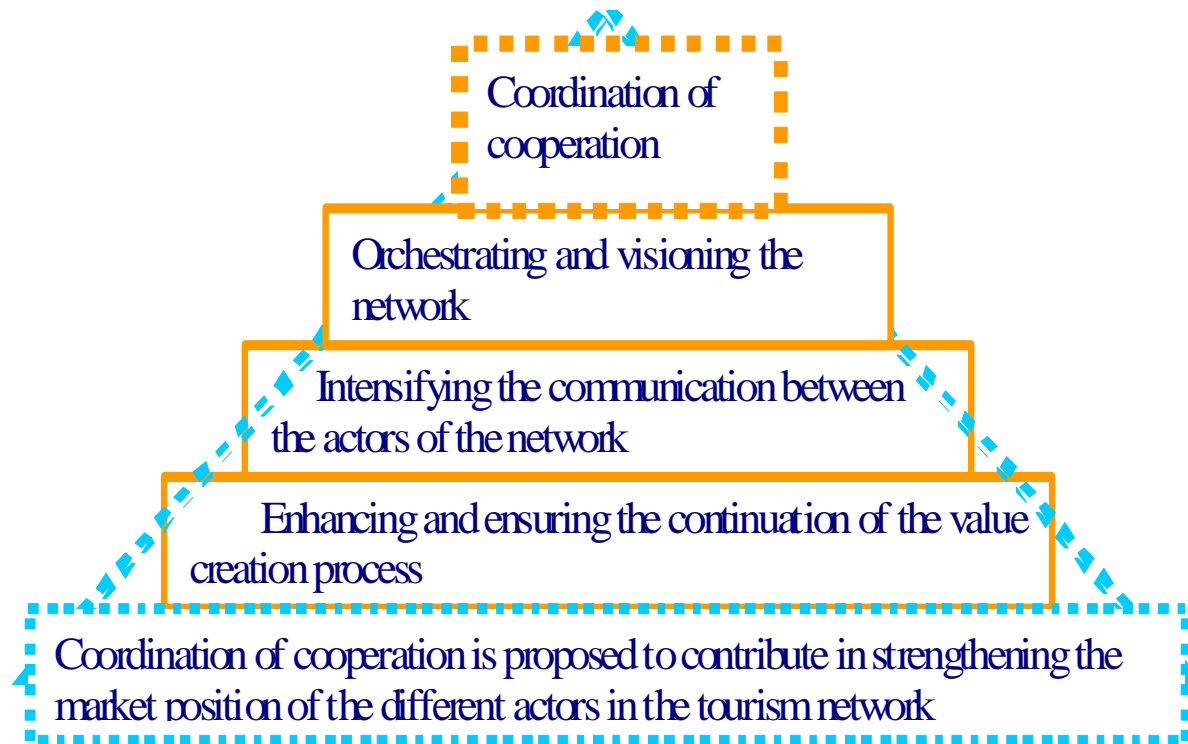 Coordination of
cooperation
Orchestrating and visioning the
network
Intensifying the communication between
the actors of the network
Enhancing and ensuring the continuation of the value
creation process
Coordination of cooperation is proposed to contribute in strengthening the
market position of the different actors in the tourism network